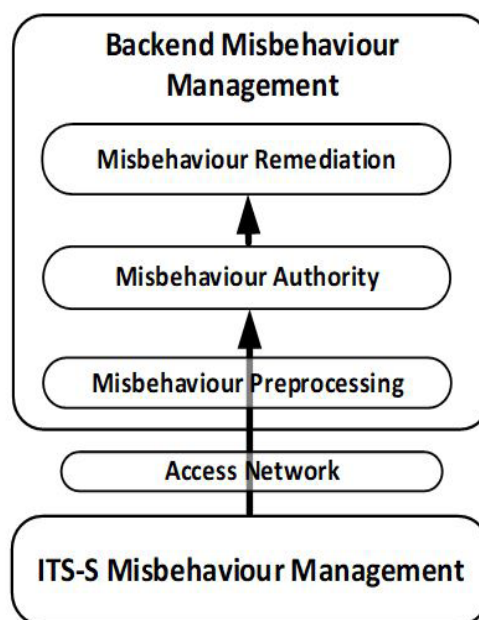 Backend Misbehaviour
Management
Misbehaviour Remediation
Misbehaviour Authority
Misbehaviour Preprocessing
Access Network
ITS-S Misbehaviour Management